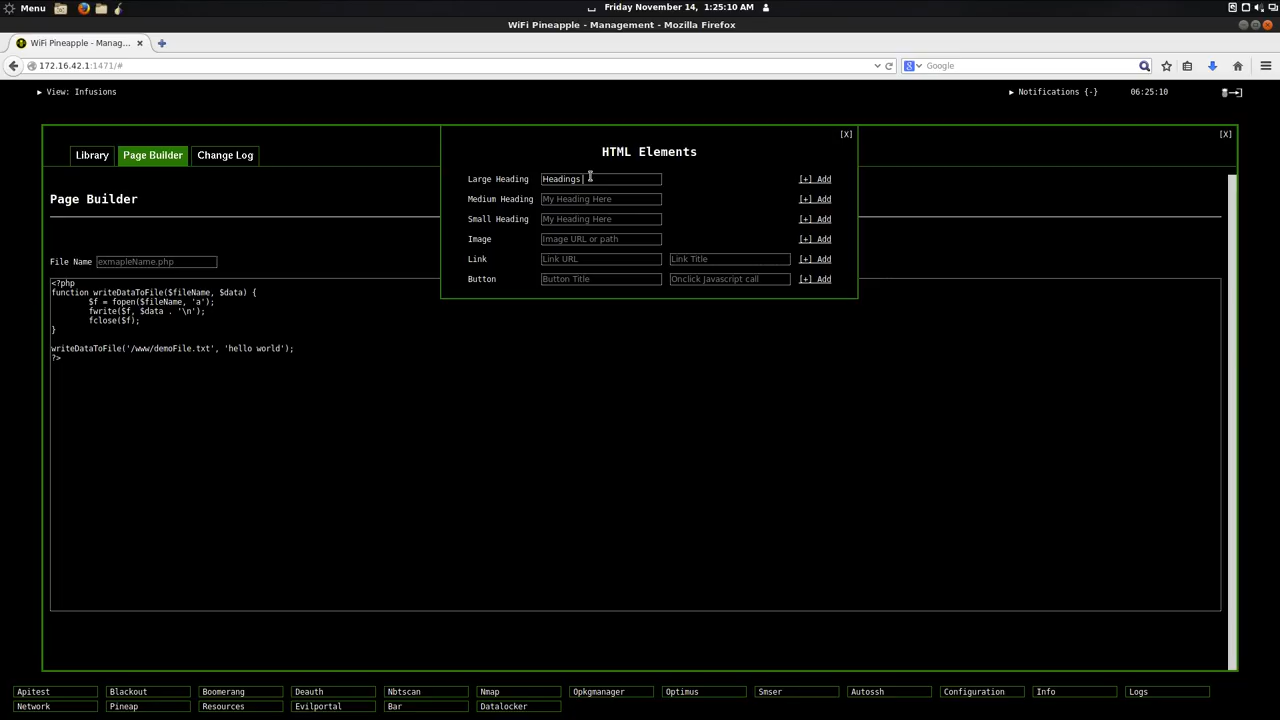 Menu
Friday November 14, 1:25:10 AM
WiFi Pineapple - Management - Mozilla Firefox
WiFi Pineapple - Manag...
172.16.42.1:1471/#
Google
View: Infusions
Notifications {-}
06:25:10
[X]
[X]
Library
Page Builder
Change Log
HTML Elements
Large Heading Headings [+] Add
Medium Heading My Heading Here [+] Add
Small Heading My Heading Here [+] Add
Image Image URL or path [+] Add
Link Link URL Link Title [+] Add
Button Button Title Onclick Javascript call [+] Add
Page Builder
File Name exmapleName.php
<?php
function writeDataToFile($fileName, $data) {
$f = fopen($fileName, 'a');
fwrite($f, $data . '\n');
fclose($f);
}
writeDataToFile('/www/demoFile.txt', 'hello world');
?>
Apitest Blackout Boomerang Deauth Nbtscan Nmap Opkgmanager Optimus Smser Autossh Configuration Info Logs
Network Pineap Resources Evilportal Bar Datalocker